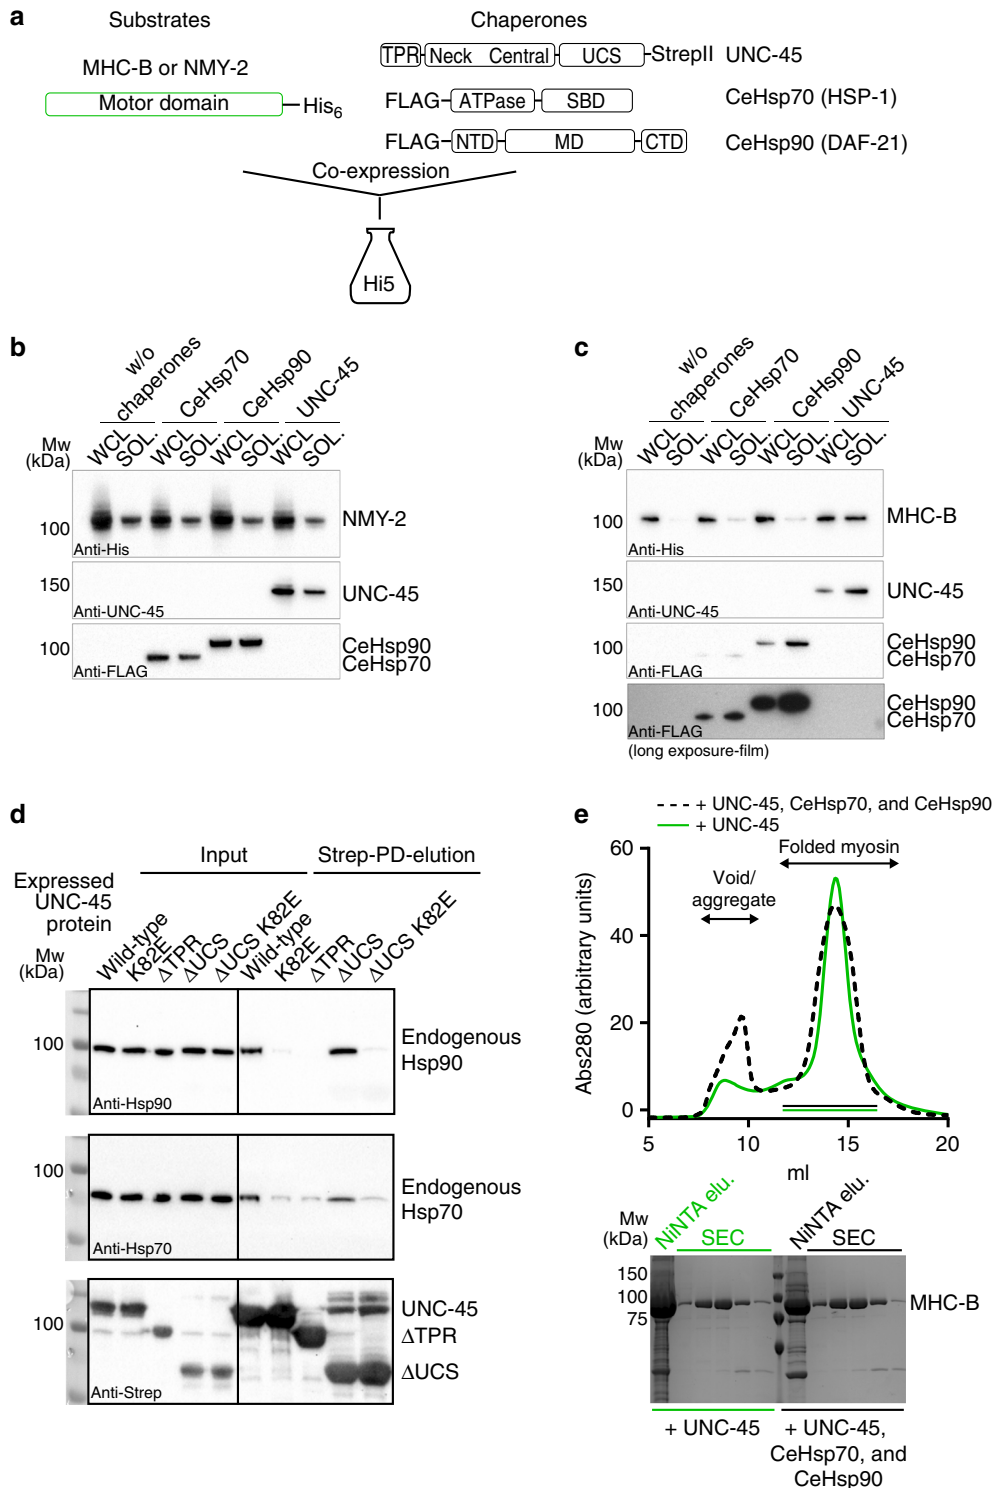 a
Substrates
Chaperones
MHC-B or NMY-2
Motor domain
His6
TPR Neck Central UCS StrepII UNC-45
FLAG ATPase SBD CeHsp70 (HSP-1)
FLAG NTD MD CTD CeHsp90 (DAF-21)
Co-expression
Hi5
b
w/o chaperones CeHsp70 CeHsp90 UNC-45
Mw (kDa)
WCL SOL. WCL SOL. WCL SOL. WCL SOL.
100 NMY-2
Anti-His
150 UNC-45
Anti-UNC-45
100 CeHsp90
CeHsp70
Anti-FLAG
c
w/o chaperones CeHsp70 CeHsp90 UNC-45
Mw (kDa)
WCL SOL. WCL SOL. WCL SOL. WCL SOL.
100 MHC-B
Anti-His
150 UNC-45
Anti-UNC-45
100 CeHsp90
CeHsp70
Anti-FLAG
100 CeHsp90
CeHsp70
Anti-FLAG
(long exposure-film)
d
Input Strep-PD-elution
Expressed
UNC-45
protein
Mw
(kDa)
Wild-type K82E ΔTPR ΔUCS ΔUCS K82E Wild-type K82E ΔTPR ΔUCS ΔUCS K82E
100 Endogenous
Hsp90
Anti-Hsp90
100 Endogenous
Hsp70
Anti-Hsp70
UNC-45
100 ΔTPR
ΔUCS
Anti-Strep
+ UNC-45, CeHsp70, and CeHsp90
e + UNC-45
Folded myosin
Void/
aggregate
Abs280 (arbitrary units)
60
40
20
0
5 10 15 20
ml
NiNTA elu. SEC NiNTA elu. SEC
Mw
(kDa)
150
100 MHC-B
75
+ UNC-45 + UNC-45,
CeHsp70, and
CeHsp90